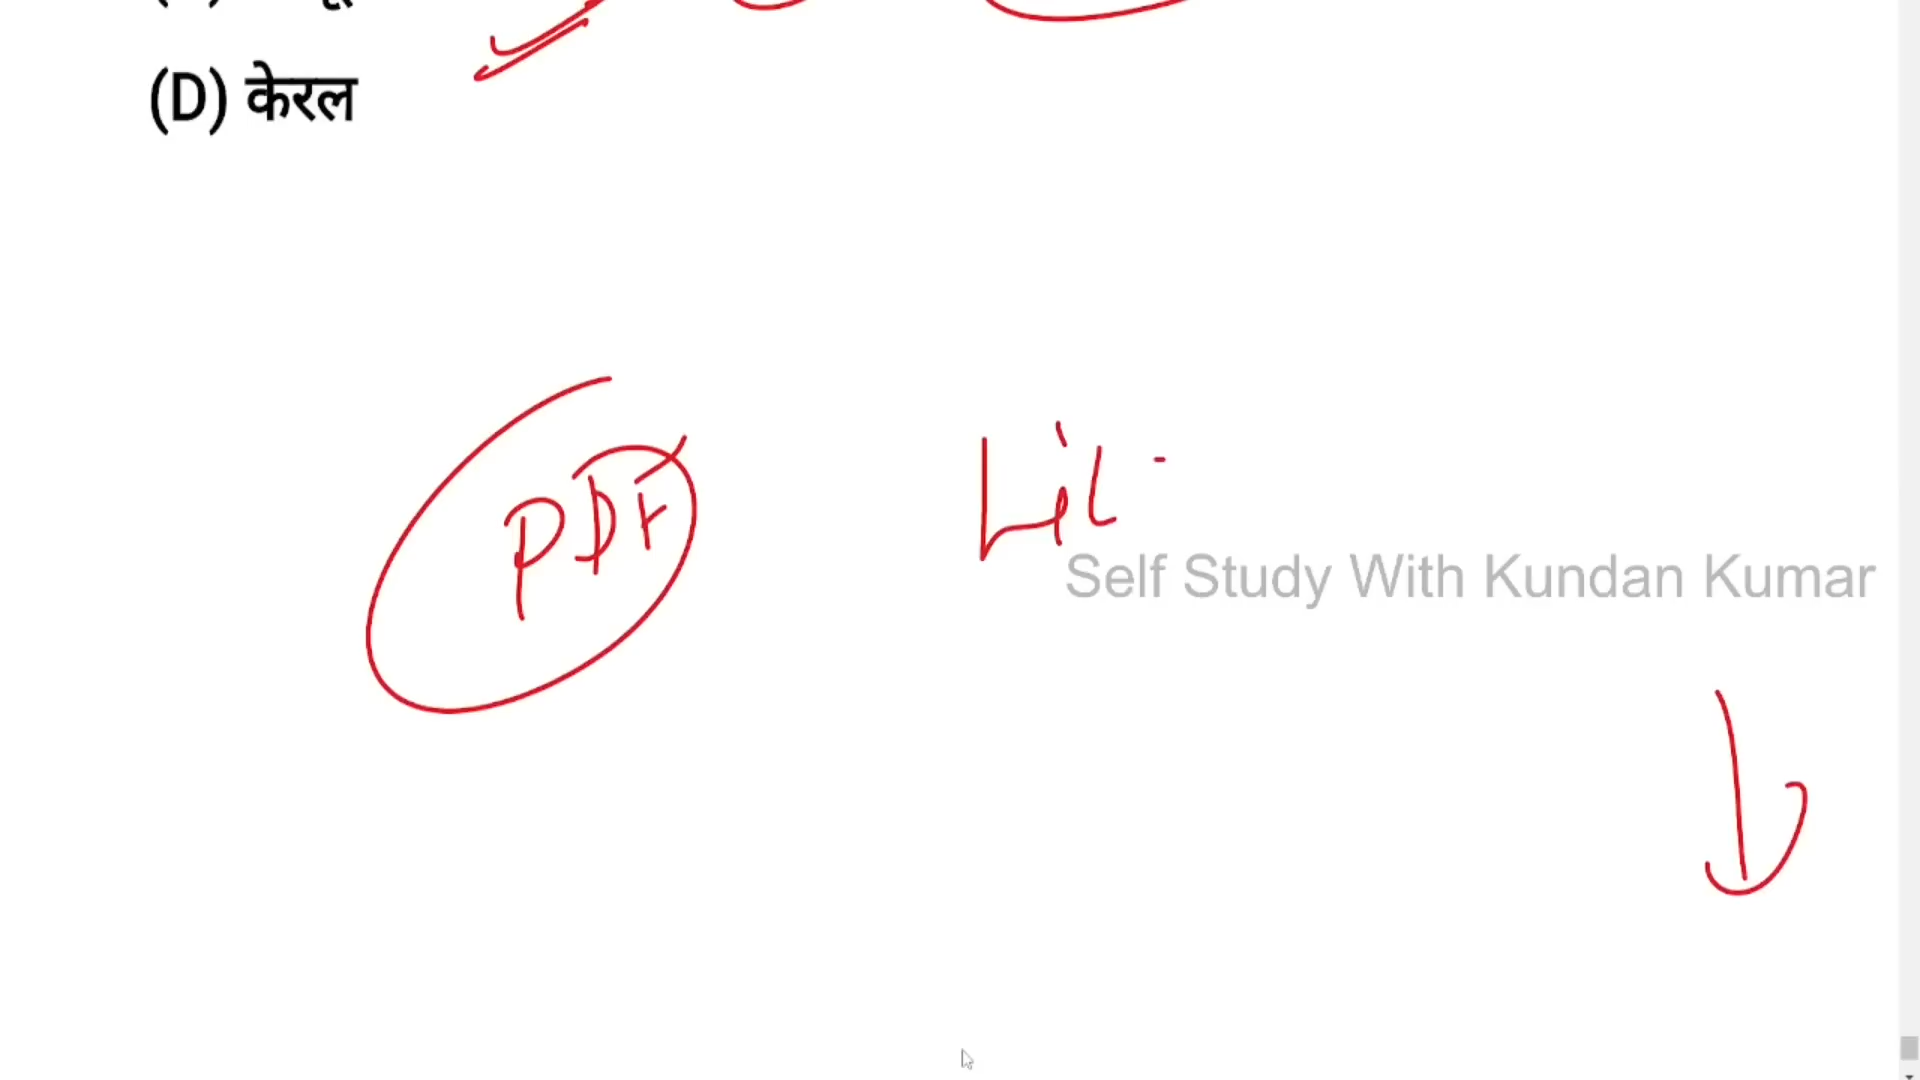 (D) केरल
PDF
Self Study With Kundan Kumar